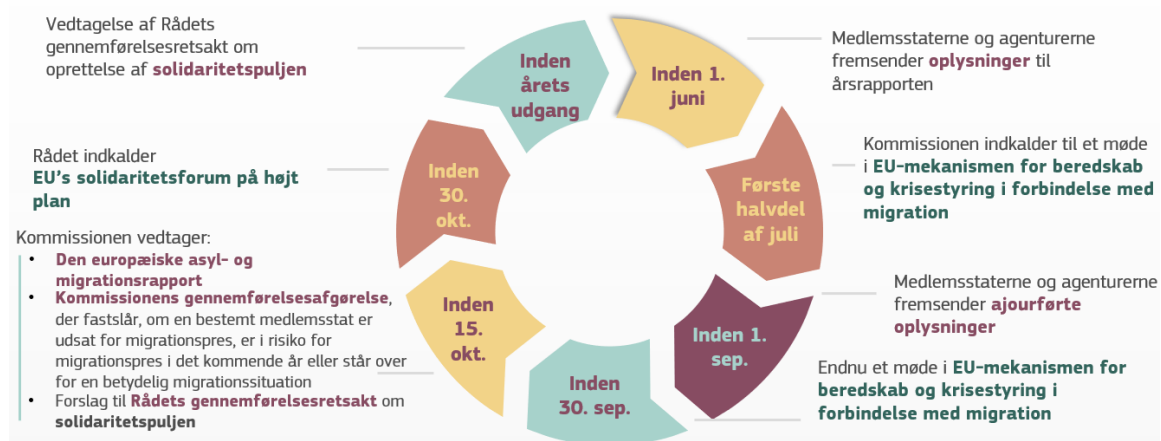 Vedtagelse af Rådets
gennemførelsesretsakt om
oprettelse af solidaritetspuljen
Inden
årets
udgang
Inden 1.
juni
Medlemsstaterne og agenturerne
fremsender oplysninger til
årsrapporten
Kommissionen indkalder til et møde
i EU-mekanismen for beredskab
og krisestyring i forbindelse med
migration
Første
halvdel
af juli
Medlemsstaterne og agenturerne
fremsender ajourførte
oplysninger
Inden 1.
sep.
Endnu et møde i EU-mekanismen for
beredskab og krisestyring i
forbindelse med migration
Inden
30. sep.
Inden
15.
okt.
Kommissionen vedtager:
• Den europæiske asyl- og
migrationsrapport
• Kommissionens gennemførelsesafgørelse,
der fastslår, om en bestemt medlemsstat er
udsat for migrationspres, er i risiko for
migrationspres i det kommende år eller står over
for en betydelig migrationssituation
• Forslag til Rådets gennemførelsesretsakt om
solidaritetspuljen
Inden
30.
okt.
Rådet indkalder
EU's solidaritetsforum på højt
plan